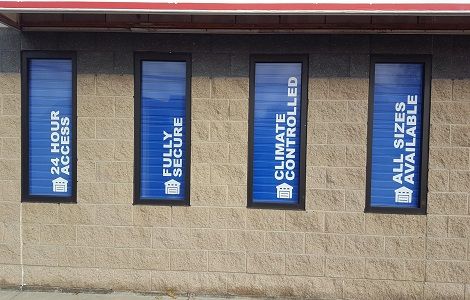 24 HOUR
ACCESS
FULLY
SECURE
CLIMATE
CONTROLLED
ALL SIZES
AVAILABLE